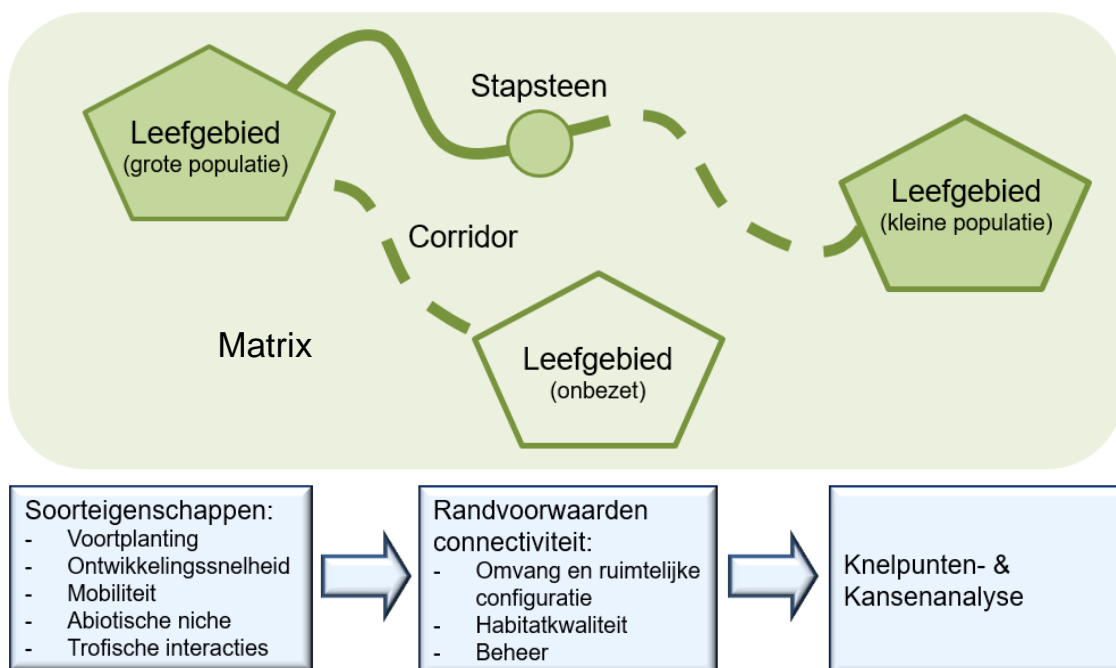 Stapsteen
Leefgebied
(grote populatie)
Leefgebied
(kleine populatie)
Corridor
Matrix
Leefgebied
(onbezet)
Soorteigenschappen:
- Voortplanting
- Ontwikkelingssnelheid
- Mobiliteit
- Abiotische niche
- Trofische interacties
Randvoorwaarden
connectiviteit:
- Omvang en ruimtelijke
configuratie
- Habitatkwaliteit
- Beheer
Knelpunten- &
Kansenanalyse